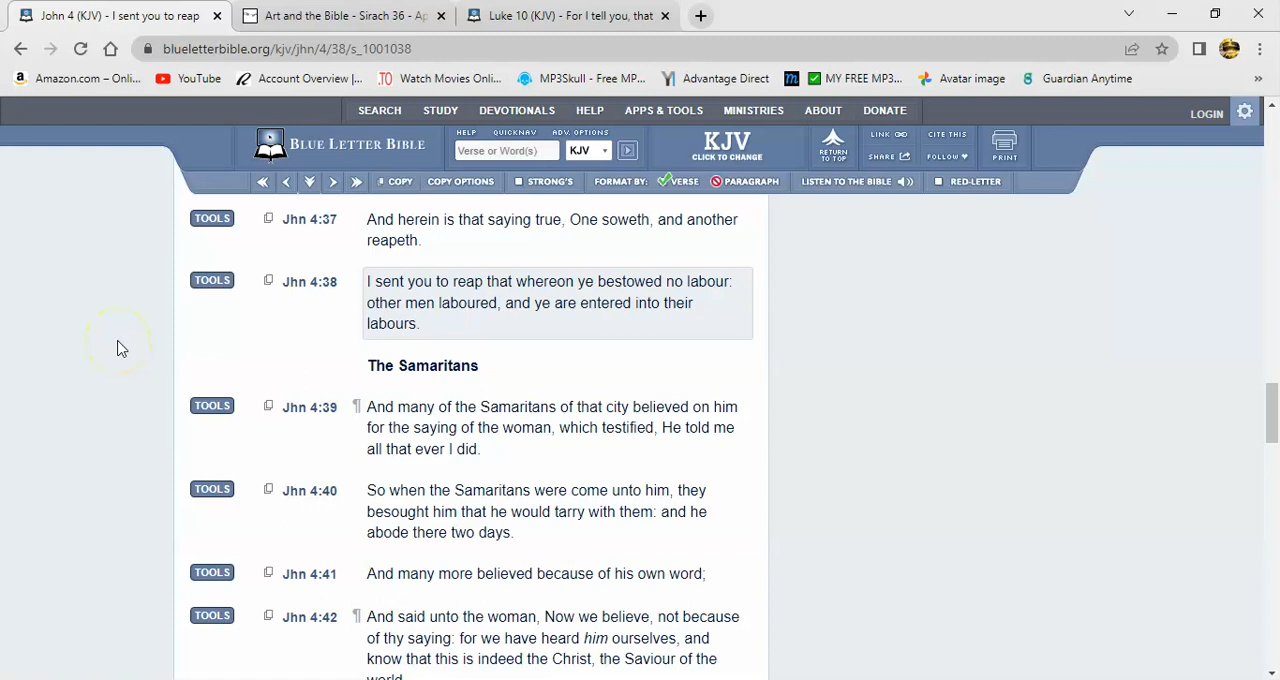 John 4 (KJV) - I sent you to reap
Art and the Bible - Sirach 36 - Ap
Luke 10 (KJV) - For I tell you, that
blueletterbible.org/kjv/jhn/4/38/s_1001038
Amazon.com – Onli... YouTube Account Overview |... Watch Movies Onl... MP3Skull - Free MP... Advantage Direct MY FREE MP3... Avatar image Guardian Anytime »
SEARCH STUDY DEVOTIONALS HELP APPS & TOOLS MINISTRIES ABOUT DONATE LOGIN
HELP QUICKNAV ADV. OPTIONS
BLUE LETTER BIBLE
Verse or Word(s) KJV
KJV
CLICK TO CHANGE
RETURN
TO TOP
LINK CITE THIS
SHARE FOLLOW PRINT
COPY COPY OPTIONS STRONG'S FORMAT BY: VERSE PARAGRAPH LISTEN TO THE BIBLE RED-LETTER
TOOLS Jhn 4:37 And herein is that saying true, One soweth, and another
reapeth.
TOOLS Jhn 4:38 I sent you to reap that whereon ye bestowed no labour:
other men laboured, and ye are entered into their
labours.
The Samaritans
TOOLS Jhn 4:39 ¶ And many of the Samaritans of that city believed on him
for the saying of the woman, which testified, He told me
all that ever I did.
TOOLS Jhn 4:40 So when the Samaritans were come unto him, they
besought him that he would tarry with them: and he
abode there two days.
TOOLS Jhn 4:41 And many more believed because of his own word;
TOOLS Jhn 4:42 ¶ And said unto the woman, Now we believe, not because
of thy saying: for we have heard him ourselves, and
know that this is indeed the Christ, the Saviour of the
world.